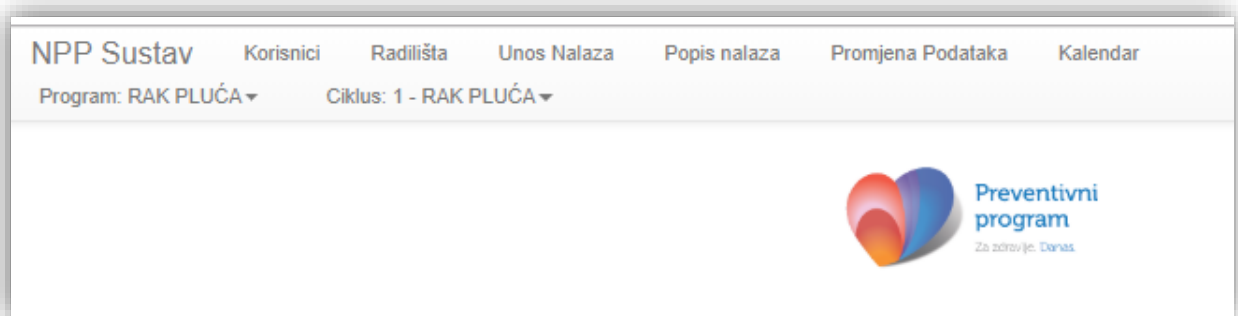 NPP Sustav Korisnici Radilišta Unos Nalaza Popis nalaza Promjena Podataka Kalendar
Program: RAK PLUĆA Ciklus: 1 - RAK PLUĆA
Preventivni
program
Za zdravlje. Danas.